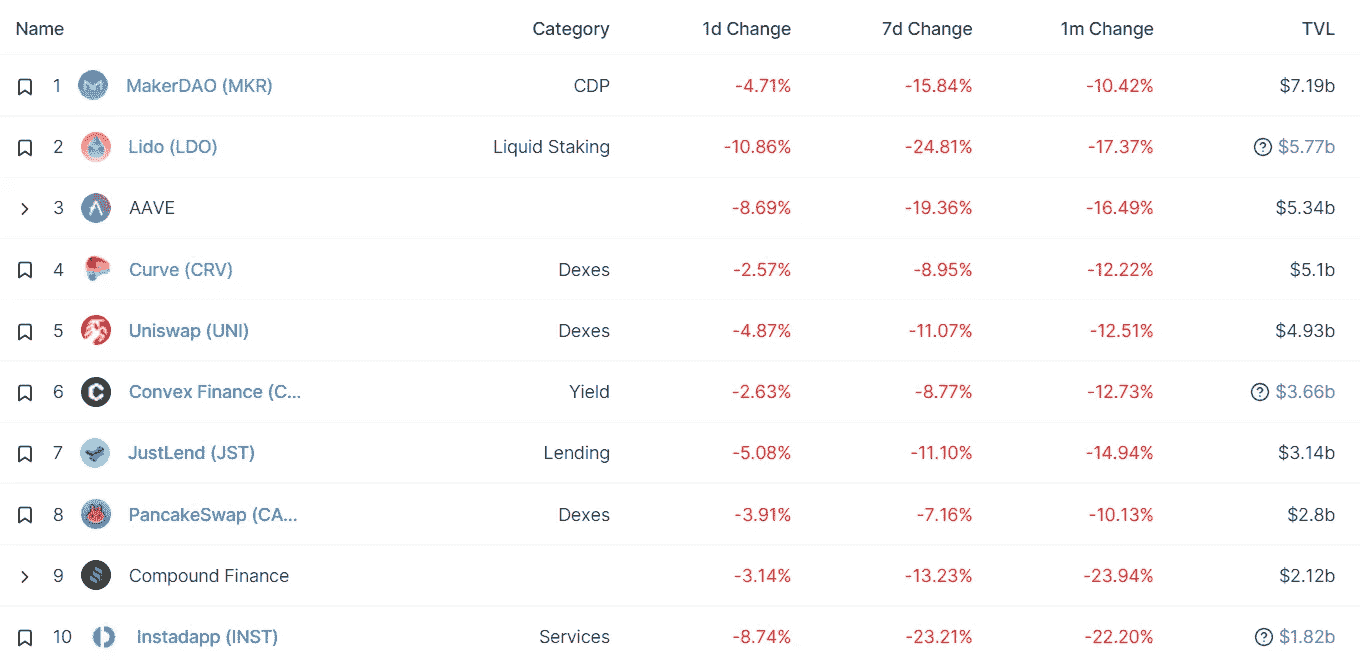 Name Category 1d Change 7d Change 1m Change TVL
1 MakerDAO (MKR) CDP -4.71% -15.84% -10.42% $7.19b
2 Lido (LDO) Liquid Staking -10.86% -24.81% -17.37% ? $5.77b
3 AAVE -8.69% -19.36% -16.49% $5.34b
4 Curve (CRV) Dexes -2.57% -8.95% -12.22% $5.1b
5 Uniswap (UNI) Dexes -4.87% -11.07% -12.51% $4.93b
6 Convex Finance (C... Yield -2.63% -8.77% -12.73% ? $3.66b
7 JustLend (JST) Lending -5.08% -11.10% -14.94% $3.14b
8 PancakeSwap (CA... Dexes -3.91% -7.16% -10.13% $2.8b
9 Compound Finance -3.14% -13.23% -23.94% $2.12b
10 Instadapp (INST) Services -8.74% -23.21% -22.20% ? $1.82b